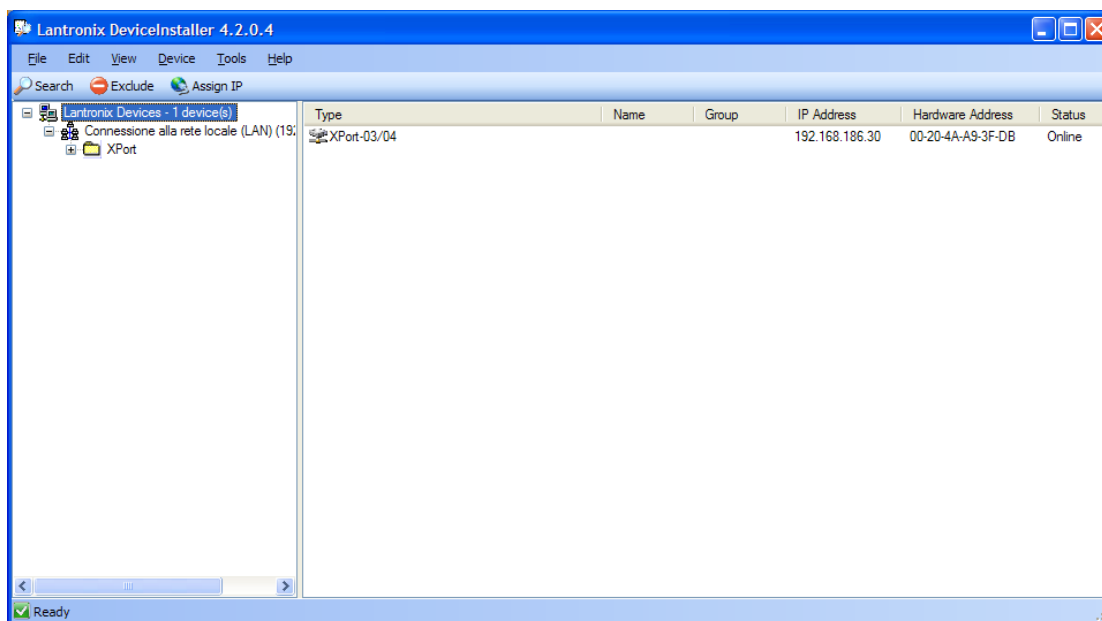 Lantronix DeviceInstaller 4.2.0.4
File Edit View Device Tools Help
Search Exclude Assign IP
Lantronix Devices - 1 device(s)
Connessione alla rete locale (LAN) (192
XPort
Type Name Group IP Address Hardware Address Status
XPort-03/04 192.168.186.30 00-20-4A-A9-3F-DB Online
Ready